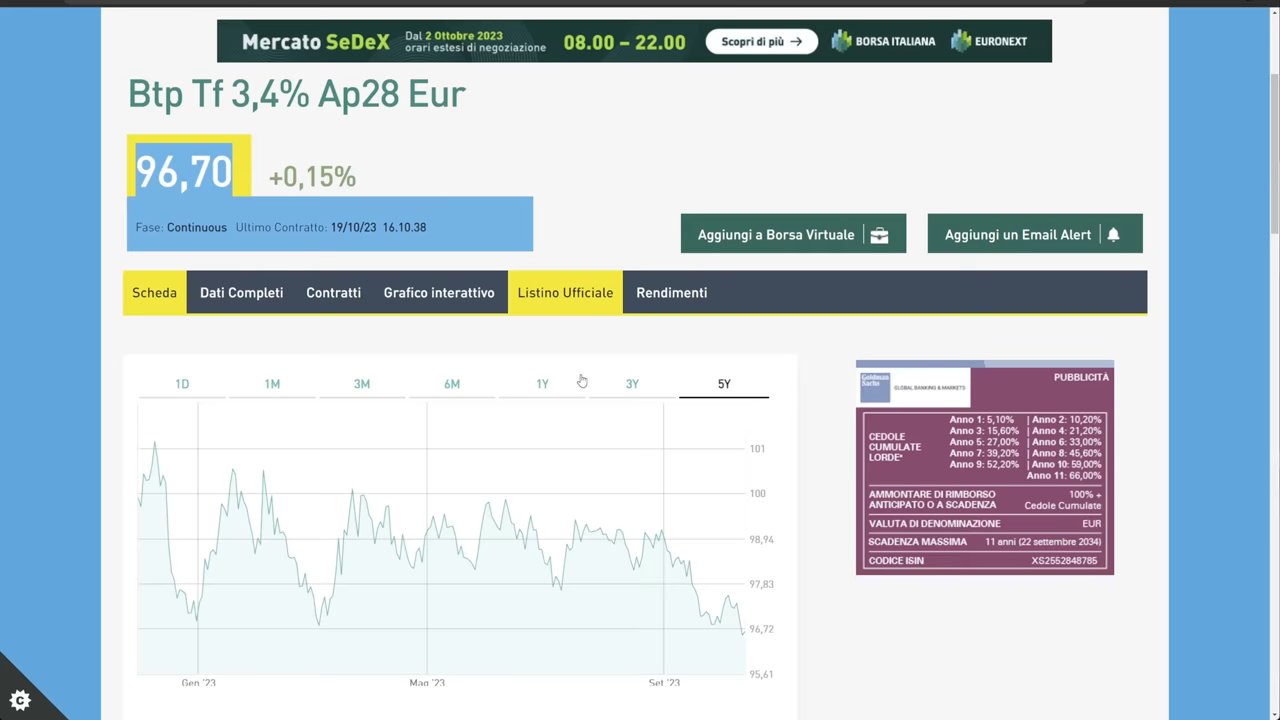 Mercato SeDeX
Dal 2 Ottobre 2023
orari estesi di negoziazione
08.00 – 22.00
Scopri di più →
BORSA ITALIANA
EURONEXT
Btp Tf 3,4% Ap28 Eur
96,70 +0,15%
Fase: Continuous Ultimo Contratto: 19/10/23 16.10.38
Aggiungi a Borsa Virtuale
Aggiungi un Email Alert
Scheda Dati Completi Contratti Grafico interattivo Listino Ufficiale Rendimenti
1D 1M 3M 6M 1Y 3Y 5Y
101
100
98,94
97,83
96,72
95,61
Gen '23 Mag '23 Set '23
Goldman
Sachs
GLOBAL BANKING & MARKETS
PUBBLICITÀ
CEDOLE
CUMULATE
LORDE*
Anno 1: 5,10% | Anno 2: 10,20%
Anno 3: 15,60% | Anno 4: 21,20%
Anno 5: 27,00% | Anno 6: 33,00%
Anno 7: 39,20% | Anno 8: 45,60%
Anno 9: 52,20% | Anno 10: 59,00%
Anno 11: 66,00%
AMMONTARE DI RIMBORSO
ANTICIPATO O A SCADENZA
100% +
Cedole Cumulate
VALUTA DI DENOMINAZIONE EUR
SCADENZA MASSIMA 11 anni (22 settembre 2034)
CODICE ISIN XS2552848785
C